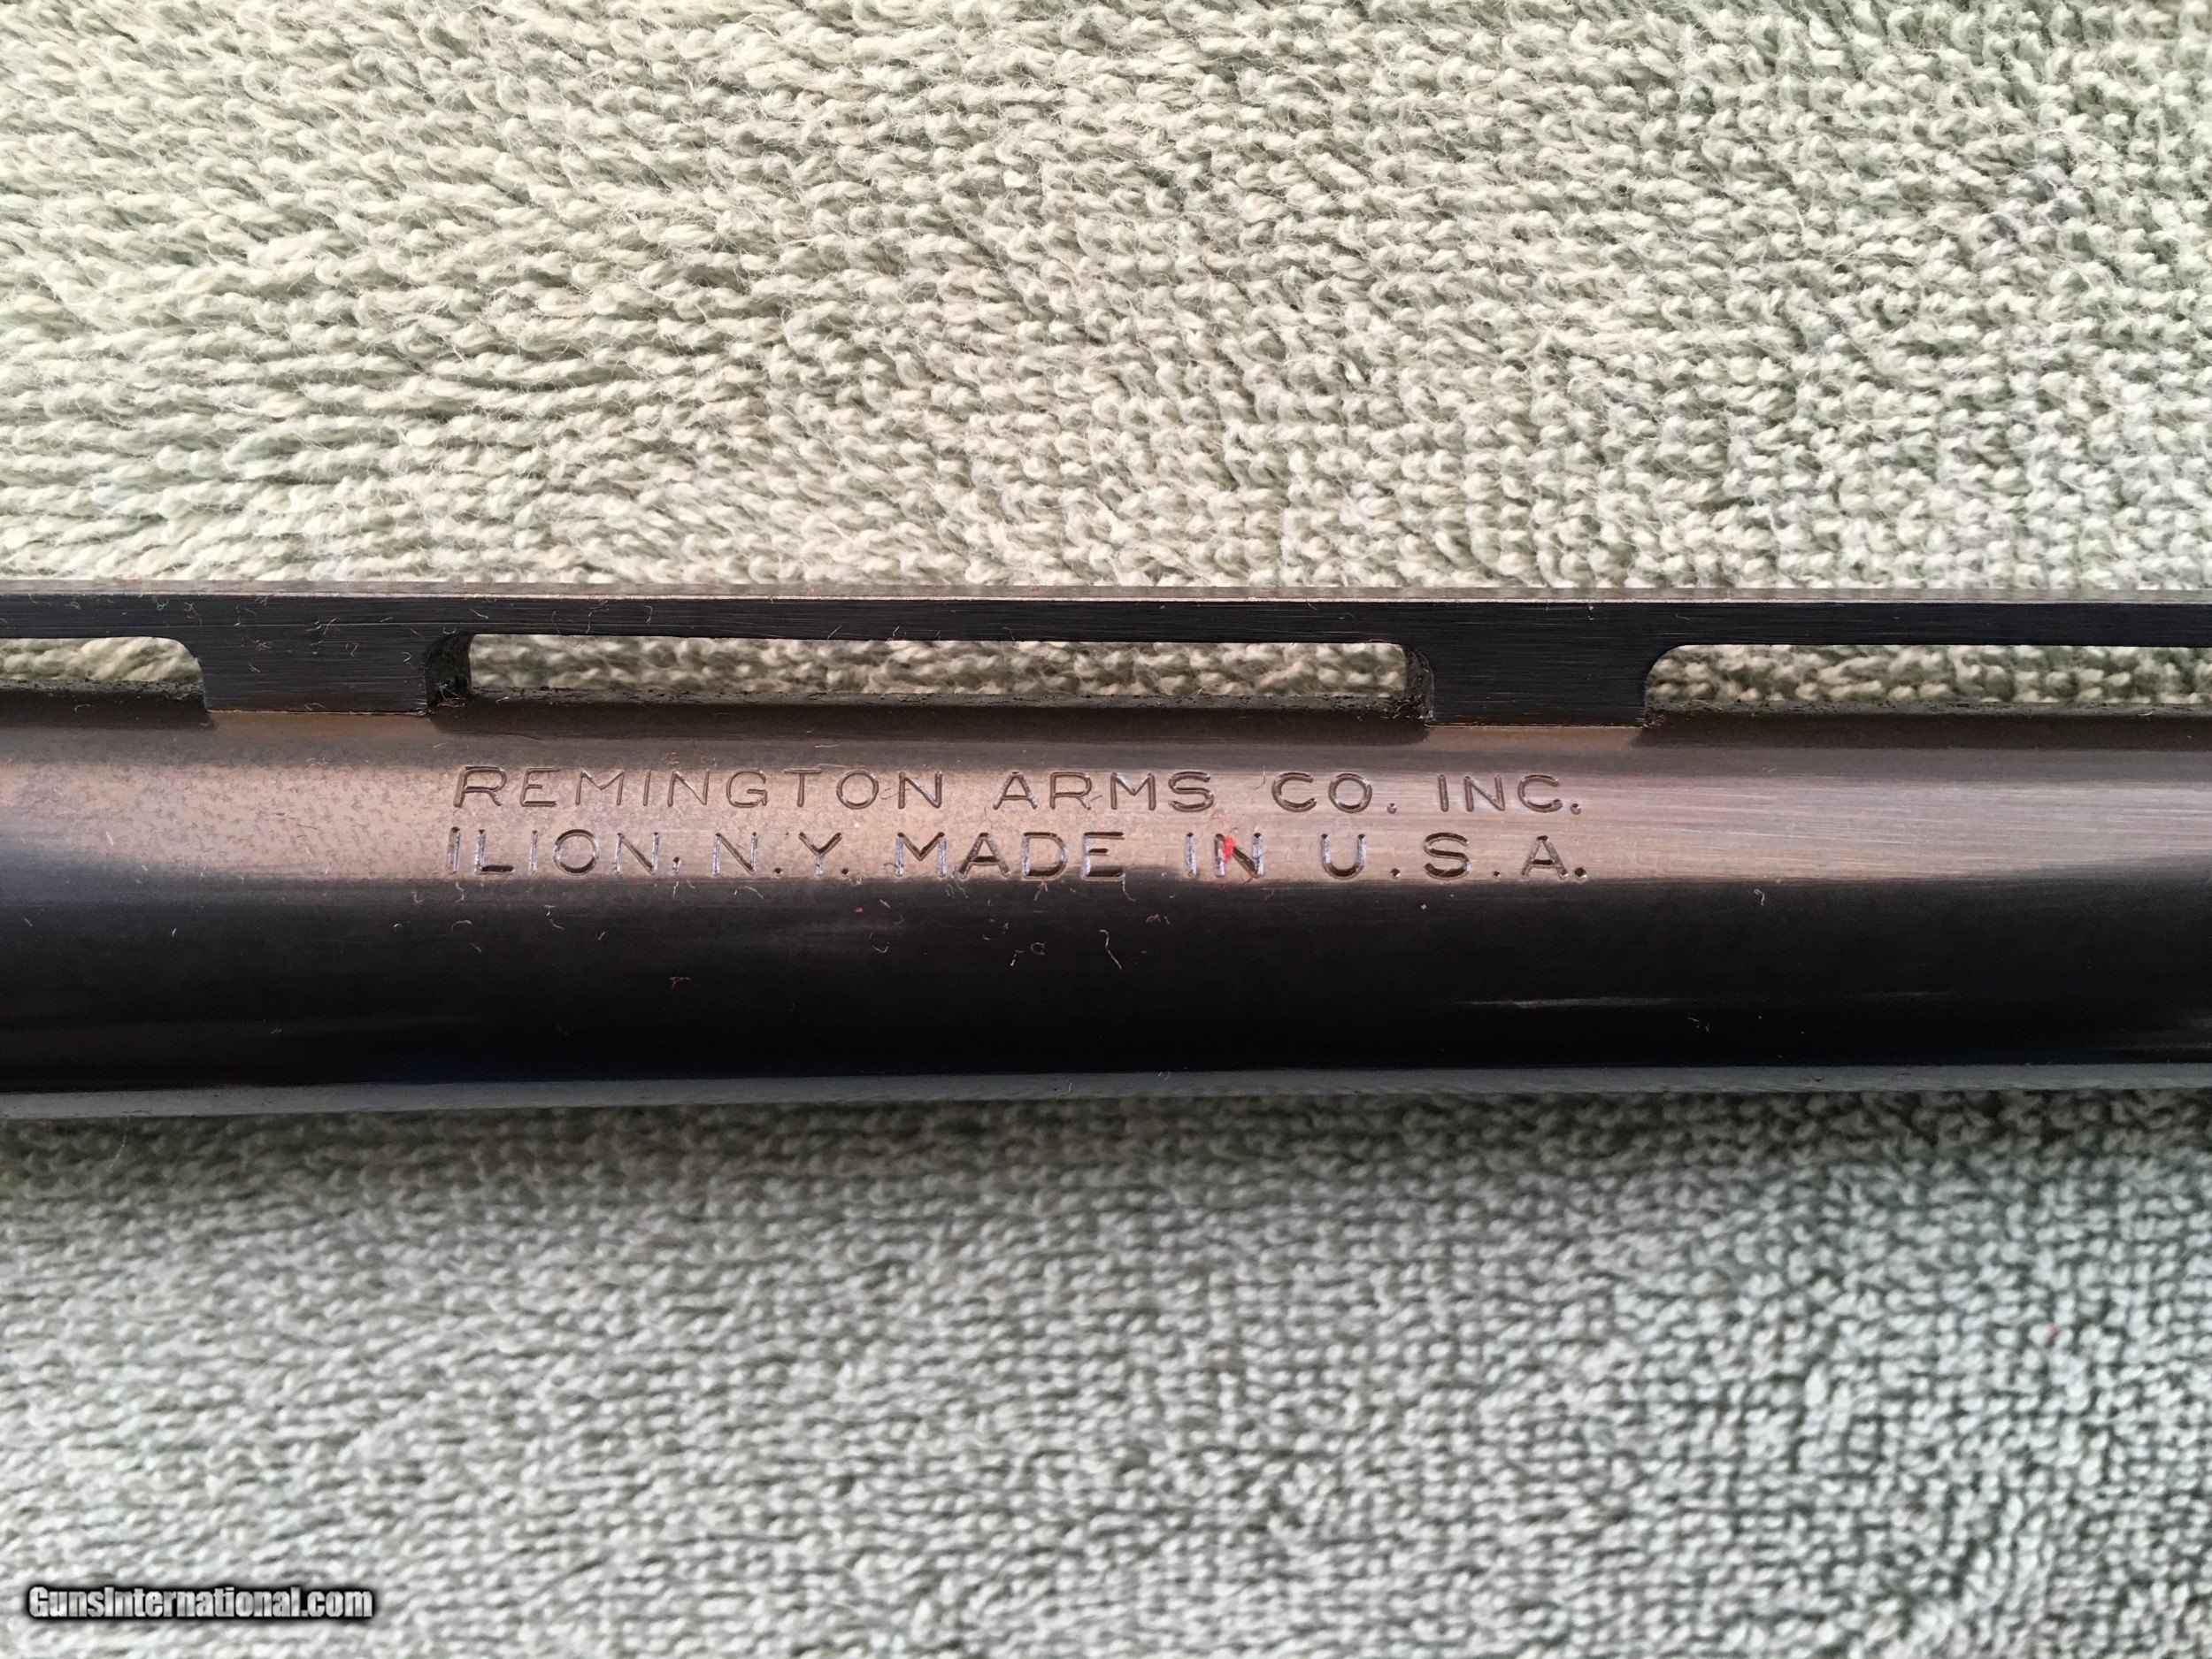 REMINGTON ARMS CO. INC.
ILION, N.Y. MADE IN U.S.A.
GunsInternational.com